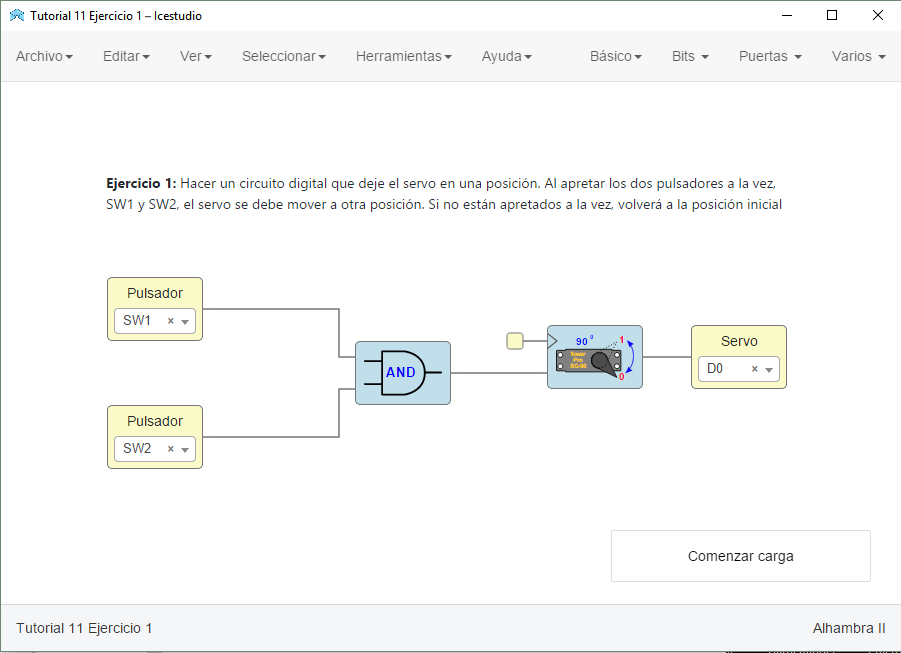 Tutorial 11 Ejercicio 1 – Icestudio
Archivo Editar Ver Seleccionar Herramientas Ayuda Básico Bits Puertas Varios
Ejercicio 1: Hacer un circuito digital que deje el servo en una posición. Al apretar los dos pulsadores a la vez,
SW1 y SW2, el servo se debe mover a otra posición. Si no están apretados a la vez, volverá a la posición inicial
Pulsador
SW1 ×
AND
90º 1
Tower
Pro
SG-90
0
Servo
D0 ×
Pulsador
SW2 ×
Comenzar carga
Tutorial 11 Ejercicio 1 Alhambra II